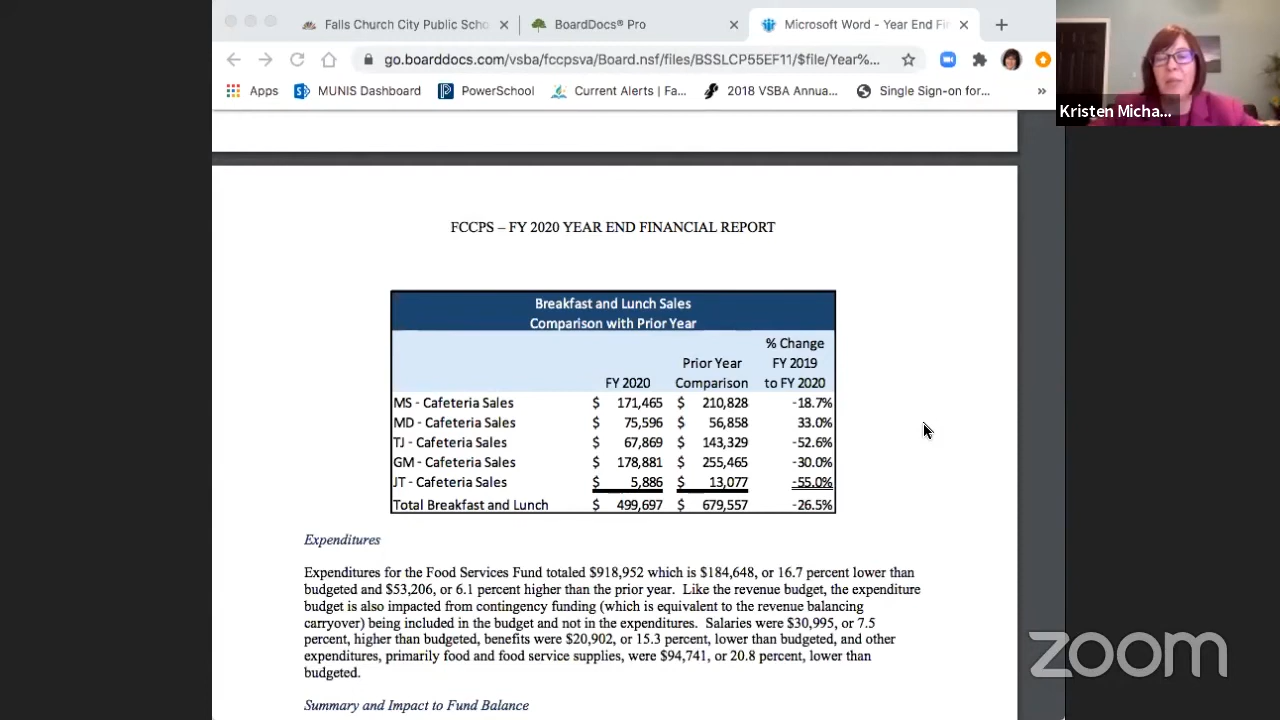 Falls Church City Public Scho
BoardDocs® Pro
Microsoft Word - Year End Fi
go.boarddocs.com/vsba/fccpsva/Board.nsf/files/BSSLCP55EF11/$file/Year%...
Apps
MUNIS Dashboard
PowerSchool
Current Alerts | Fa...
2018 VSBA Annua...
Single Sign-on for...
»
Kristen Micha...
FCCPS – FY 2020 YEAR END FINANCIAL REPORT
Breakfast and Lunch Sales
Comparison with Prior Year
% Change
Prior Year FY 2019
FY 2020 Comparison to FY 2020
MS - Cafeteria Sales $ 171,465 $ 210,828 -18.7%
MD - Cafeteria Sales $ 75,596 $ 56,858 33.0%
TJ - Cafeteria Sales $ 67,869 $ 143,329 -52.6%
GM - Cafeteria Sales $ 178,881 $ 255,465 -30.0%
JT - Cafeteria Sales $ 5,886 $ 13,077 -55.0%
Total Breakfast and Lunch $ 499,697 $ 679,557 -26.5%
Expenditures
Expenditures for the Food Services Fund totaled $918,952 which is $184,648, or 16.7 percent lower than
budgeted and $53,206, or 6.1 percent higher than the prior year. Like the revenue budget, the expenditure
budget is also impacted from contingency funding (which is equivalent to the revenue balancing
carryover) being included in the budget and not in the expenditures. Salaries were $30,995, or 7.5
percent, higher than budgeted, benefits were $20,902, or 15.3 percent, lower than budgeted, and other
expenditures, primarily food and food service supplies, were $94,741, or 20.8 percent, lower than
budgeted.
Summary and Impact to Fund Balance
zoom